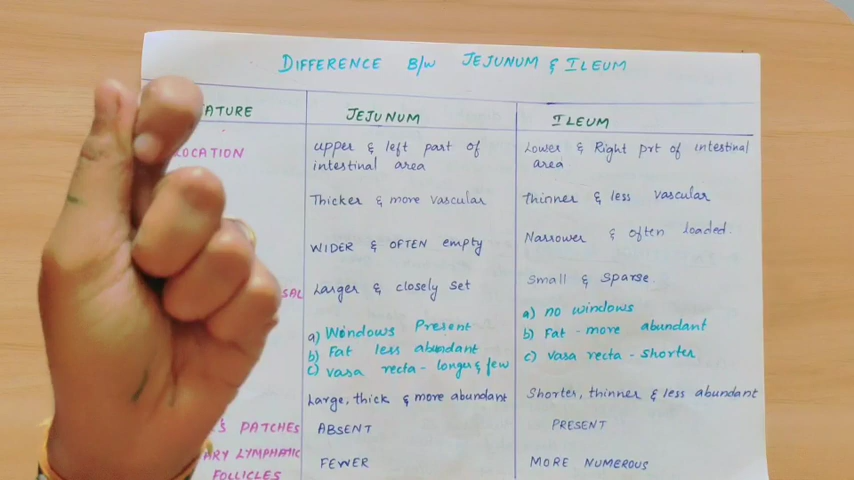 DIFFERENCE B/W JEJUNUM & ILEUM
JEJUNUM ILEUM
LOCATION upper & left part of intestinal area Lower & Right prt of intestinal area
Thicker & more vascular thinner & less vascular
WIDER & OFTEN empty Narrower & often loaded.
Larger & closely set Small & sparse.
a) Windows Present a) no windows
b) Fat less abundant b) Fat - more abundant
c) vasa recta - longer & few c) vasa recta - shorter
Large, thick & more abundant Shorter, thinner & less abundant
PATCHES ABSENT PRESENT
LYMPHATIC FOLLICLES FEWER MORE NUMEROUS